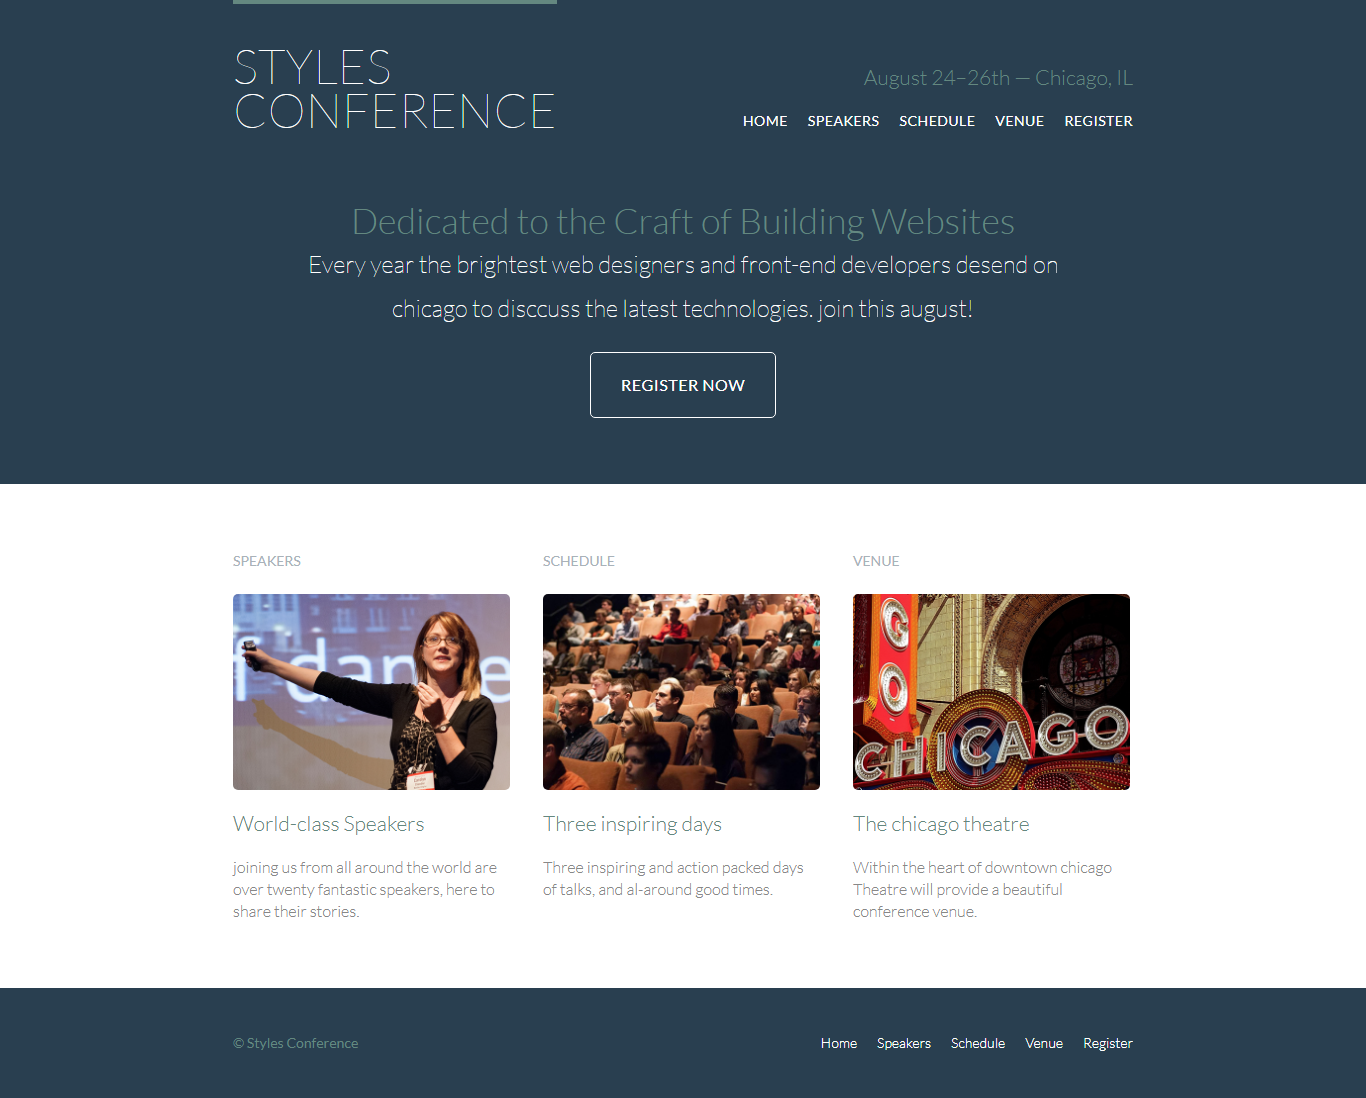 STYLES
CONFERENCE
August 24–26th — Chicago, IL
HOME SPEAKERS SCHEDULE VENUE REGISTER
Dedicated to the Craft of Building Websites
Every year the brightest web designers and front-end developers desend on
chicago to disccuss the latest technologies. join this august!
REGISTER NOW
SPEAKERS
SCHEDULE
VENUE
f dance
GO
CHICAGO
World-class Speakers
joining us from all around the world are
over twenty fantastic speakers, here to
share their stories.
Three inspiring days
Three inspiring and action packed days
of talks, and al-around good times.
The chicago theatre
Within the heart of downtown chicago
Theatre will provide a beautiful
conference venue.
© Styles Conference
Home Speakers Schedule Venue Register